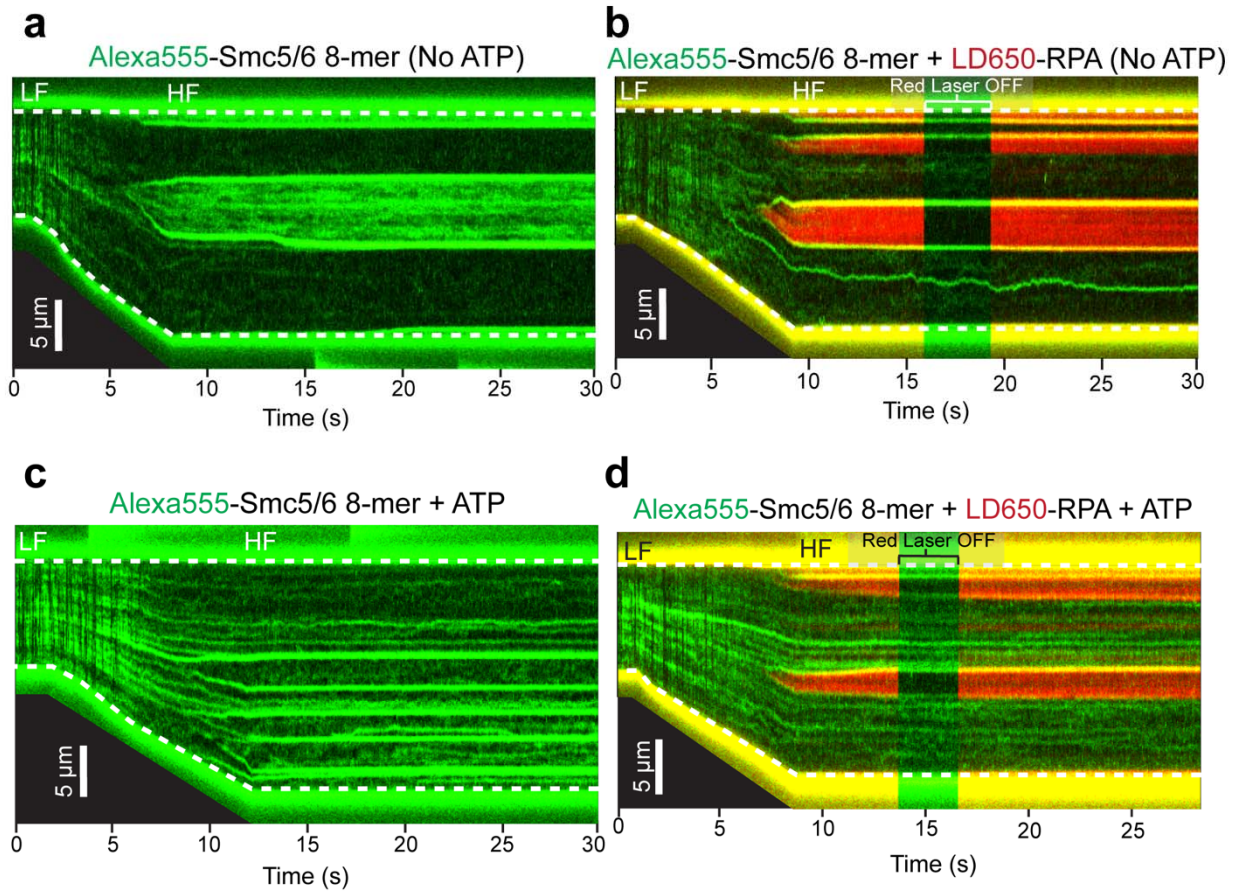 a
Alexa555-Smc5/6 8-mer (No ATP)
LF
HF
5 µm
0 5 10 15 20 25 30
Time (s)
b
Alexa555-Smc5/6 8-mer + LD650-RPA (No ATP)
LF
HF
Red Laser OFF
5 µm
0 5 10 15 20 25 30
Time (s)
c
Alexa555-Smc5/6 8-mer + ATP
LF
HF
5 µm
0 5 10 15 20 25 30
Time (s)
d
Alexa555-Smc5/6 8-mer + LD650-RPA + ATP
LF
HF
Red Laser OFF
5 µm
0 5 10 15 20 25
Time (s)